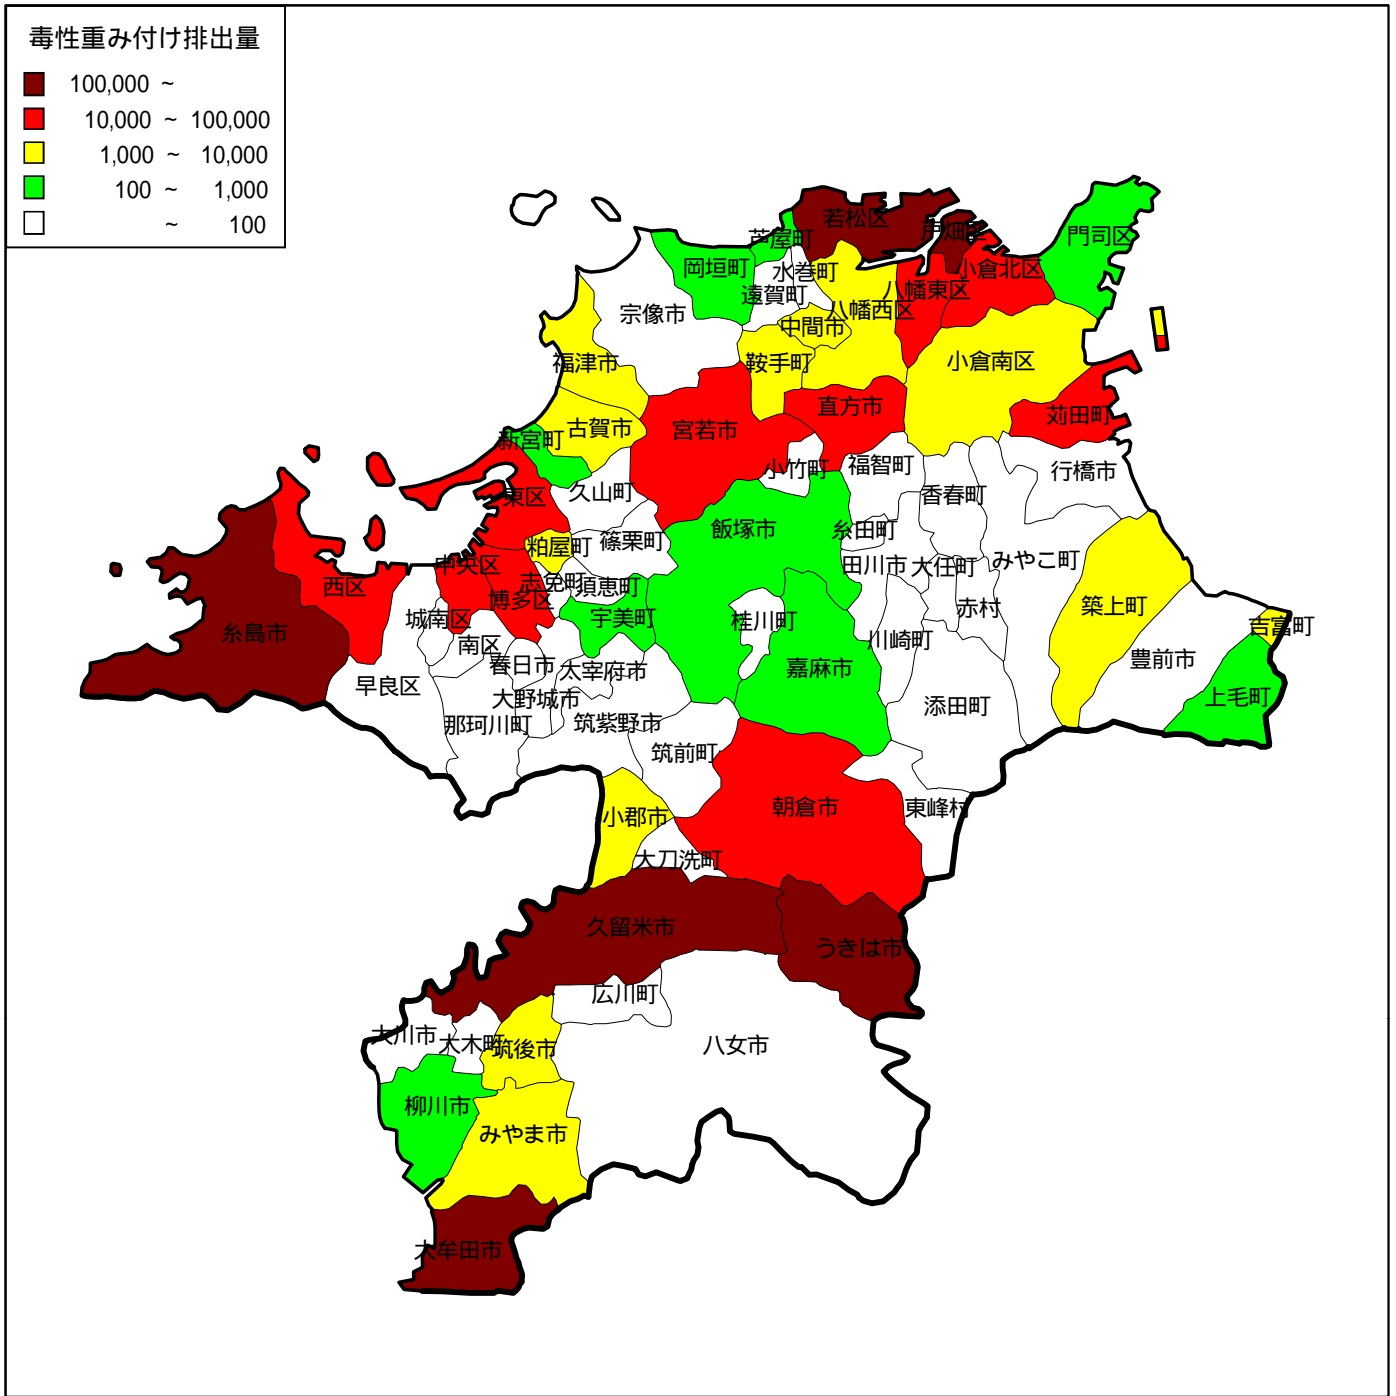 毒性重み付け排出量
100,000 ~
10,000 ~ 100,000
1,000 ~ 10,000
100 ~ 1,000
~ 100
若松区
戸畑区
門司区
芦屋町
岡垣町
水巻町
小倉北区
遠賀町
八幡東区
宗像市
八幡西区
中間市
福津市
鞍手町
小倉南区
直方市
苅田町
古賀市
宮若市
新宮町
小竹町
福智町
行橋市
久山町
香春町
東区
飯塚市
糸田町
粕屋町
篠栗町
みやこ町
中央区
田川市
大任町
志免町
須恵町
西区
博多区
赤村
築上町
城南区
宇美町
桂川町
吉富町
糸島市
南区
川崎町
春日市
太宰府市
嘉麻市
豊前市
早良区
大野城市
上毛町
那珂川町
筑紫野市
添田町
筑前町
小郡市
朝倉市
東峰村
大刀洗町
久留米市
うきは市
広川町
大川市
大木町
筑後市
八女市
柳川市
みやま市
大牟田市